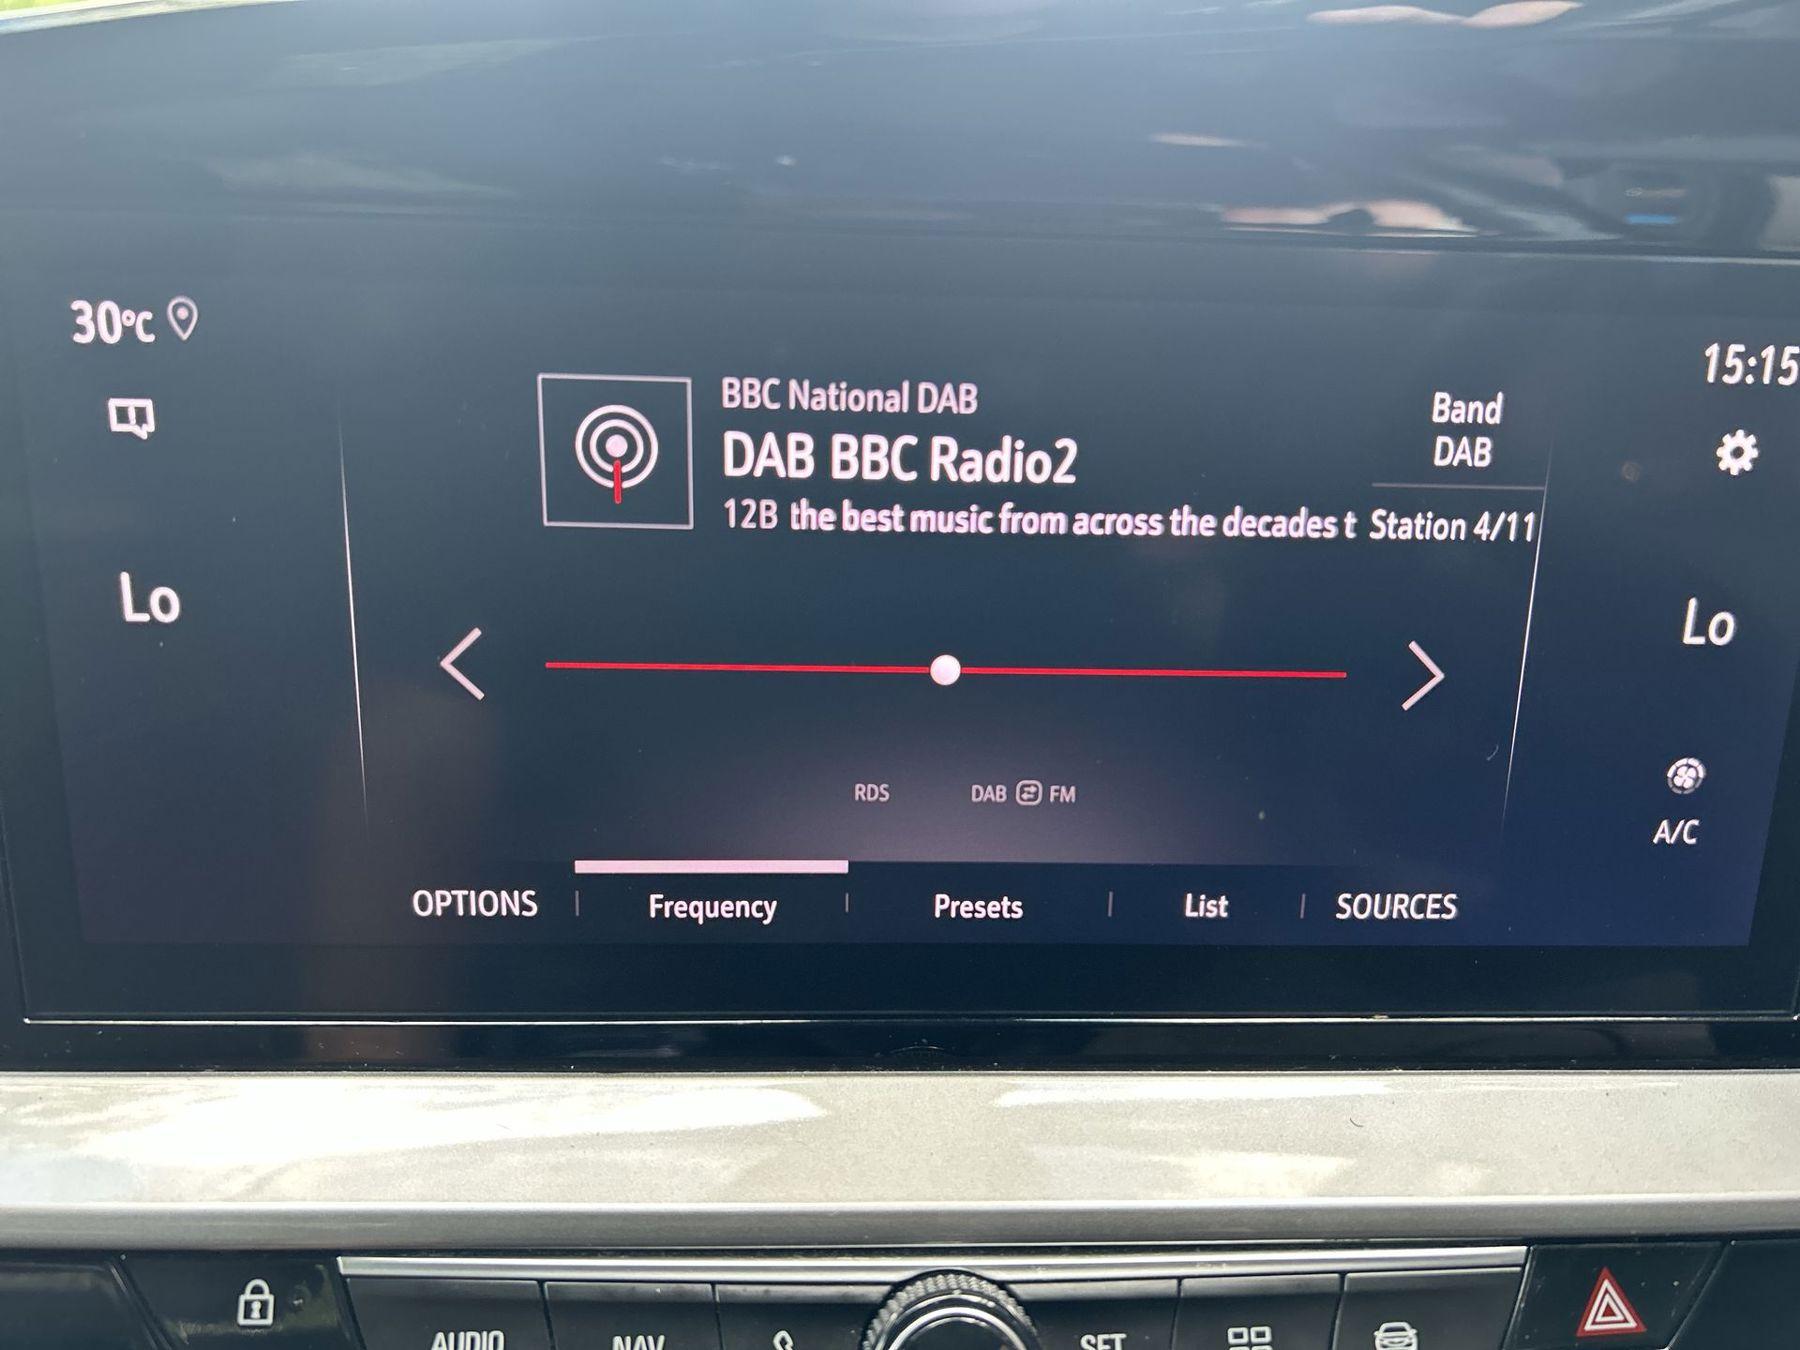 30°C
15:15
BBC National DAB
DAB BBC Radio2
12B the best music from across the decades t Station 4/11
Band
DAB
Lo
Lo
RDS
DAB FM
A/C
OPTIONS Frequency Presets List SOURCES
AUDIO NAV SET